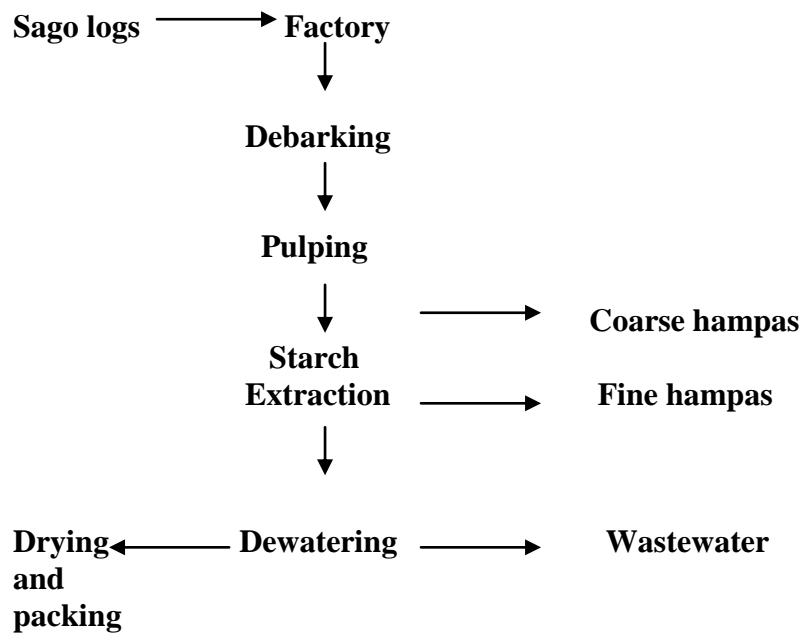 Sago logs
Factory
Debarking
Pulping
Coarse hampas
Starch
Extraction
Fine hampas
Drying
and
packing
Dewatering
Wastewater